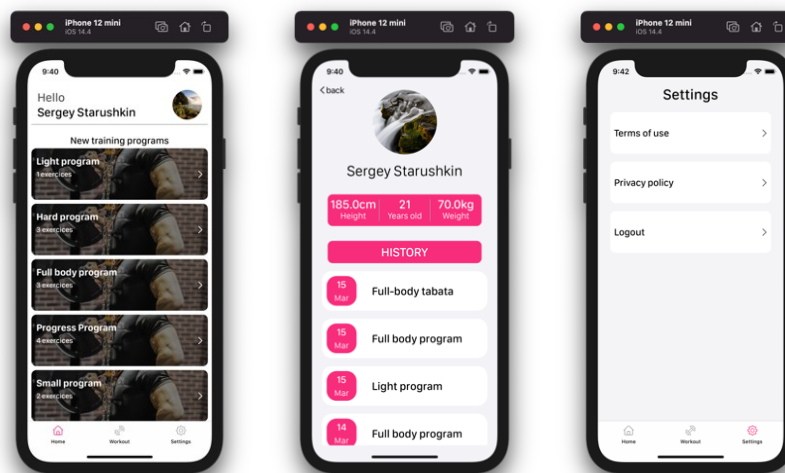 iPhone 12 mini
iOS 14.4
9:40
Hello
Sergey Starushkin
New training programs
Light program
1 exercices
Hard program
3 exercices
Full body program
3 exercices
Progress Program
4 exercices
Small program
2 exercices
Home
Workout
Settings
iPhone 12 mini
iOS 14.4
9:40
back
Sergey Starushkin
185.0cm 21 70.0kg
Height Years old Weight
HISTORY
15
Mar
Full-body tabata
15
Mar
Full body program
15
Mar
Light program
14
Mar
Full body program
iPhone 12 mini
iOS 14.4
9:42
Settings
Terms of use
Privacy policy
Logout
Home
Workout
Settings